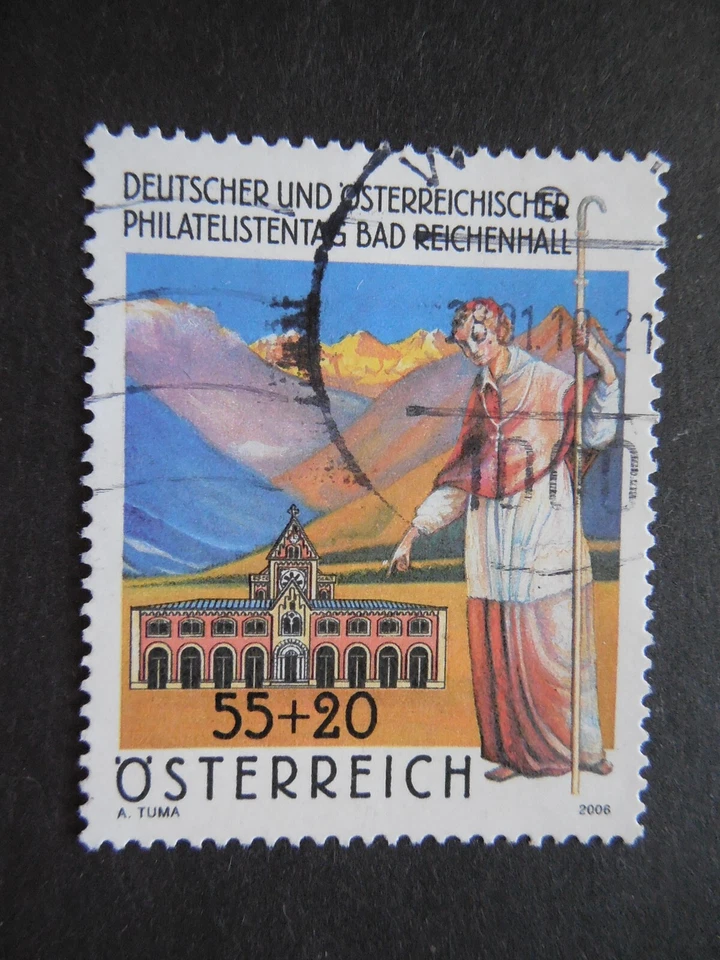 DEUTSCHER UND ÖSTERREICHISCHER
PHILATELISTENTAG BAD REICHENHALL
55+20
ÖSTERREICH
A. TUMA
2006